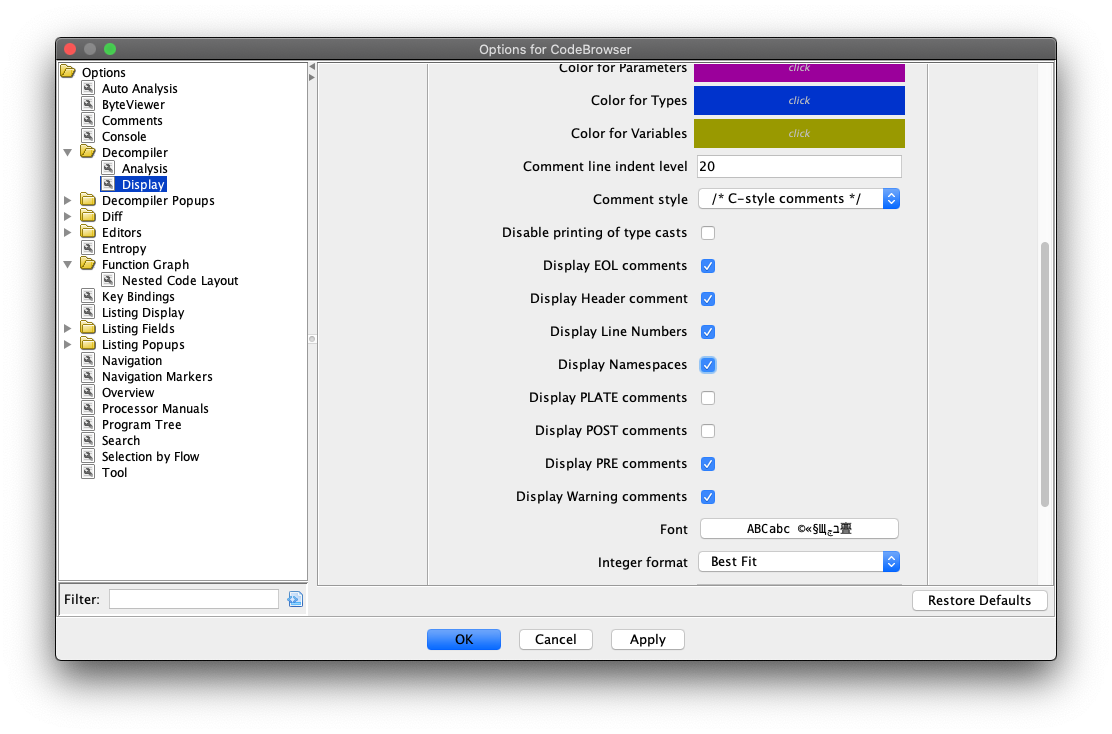 Options for CodeBrowser
Options
Auto Analysis
ByteViewer
Comments
Console
Decompiler
Analysis
Display
Decompiler Popups
Diff
Editors
Entropy
Function Graph
Nested Code Layout
Key Bindings
Listing Display
Listing Fields
Listing Popups
Navigation
Navigation Markers
Overview
Processor Manuals
Program Tree
Search
Selection by Flow
Tool
Filter:
Color for Parameters click
Color for Types click
Color for Variables click
Comment line indent level 20
Comment style /* C-style comments */
Disable printing of type casts
Display EOL comments
Display Header comment
Display Line Numbers
Display Namespaces
Display PLATE comments
Display POST comments
Display PRE comments
Display Warning comments
Font ABCabc ©«§Щ
Integer format Best Fit
Restore Defaults
OK Cancel Apply